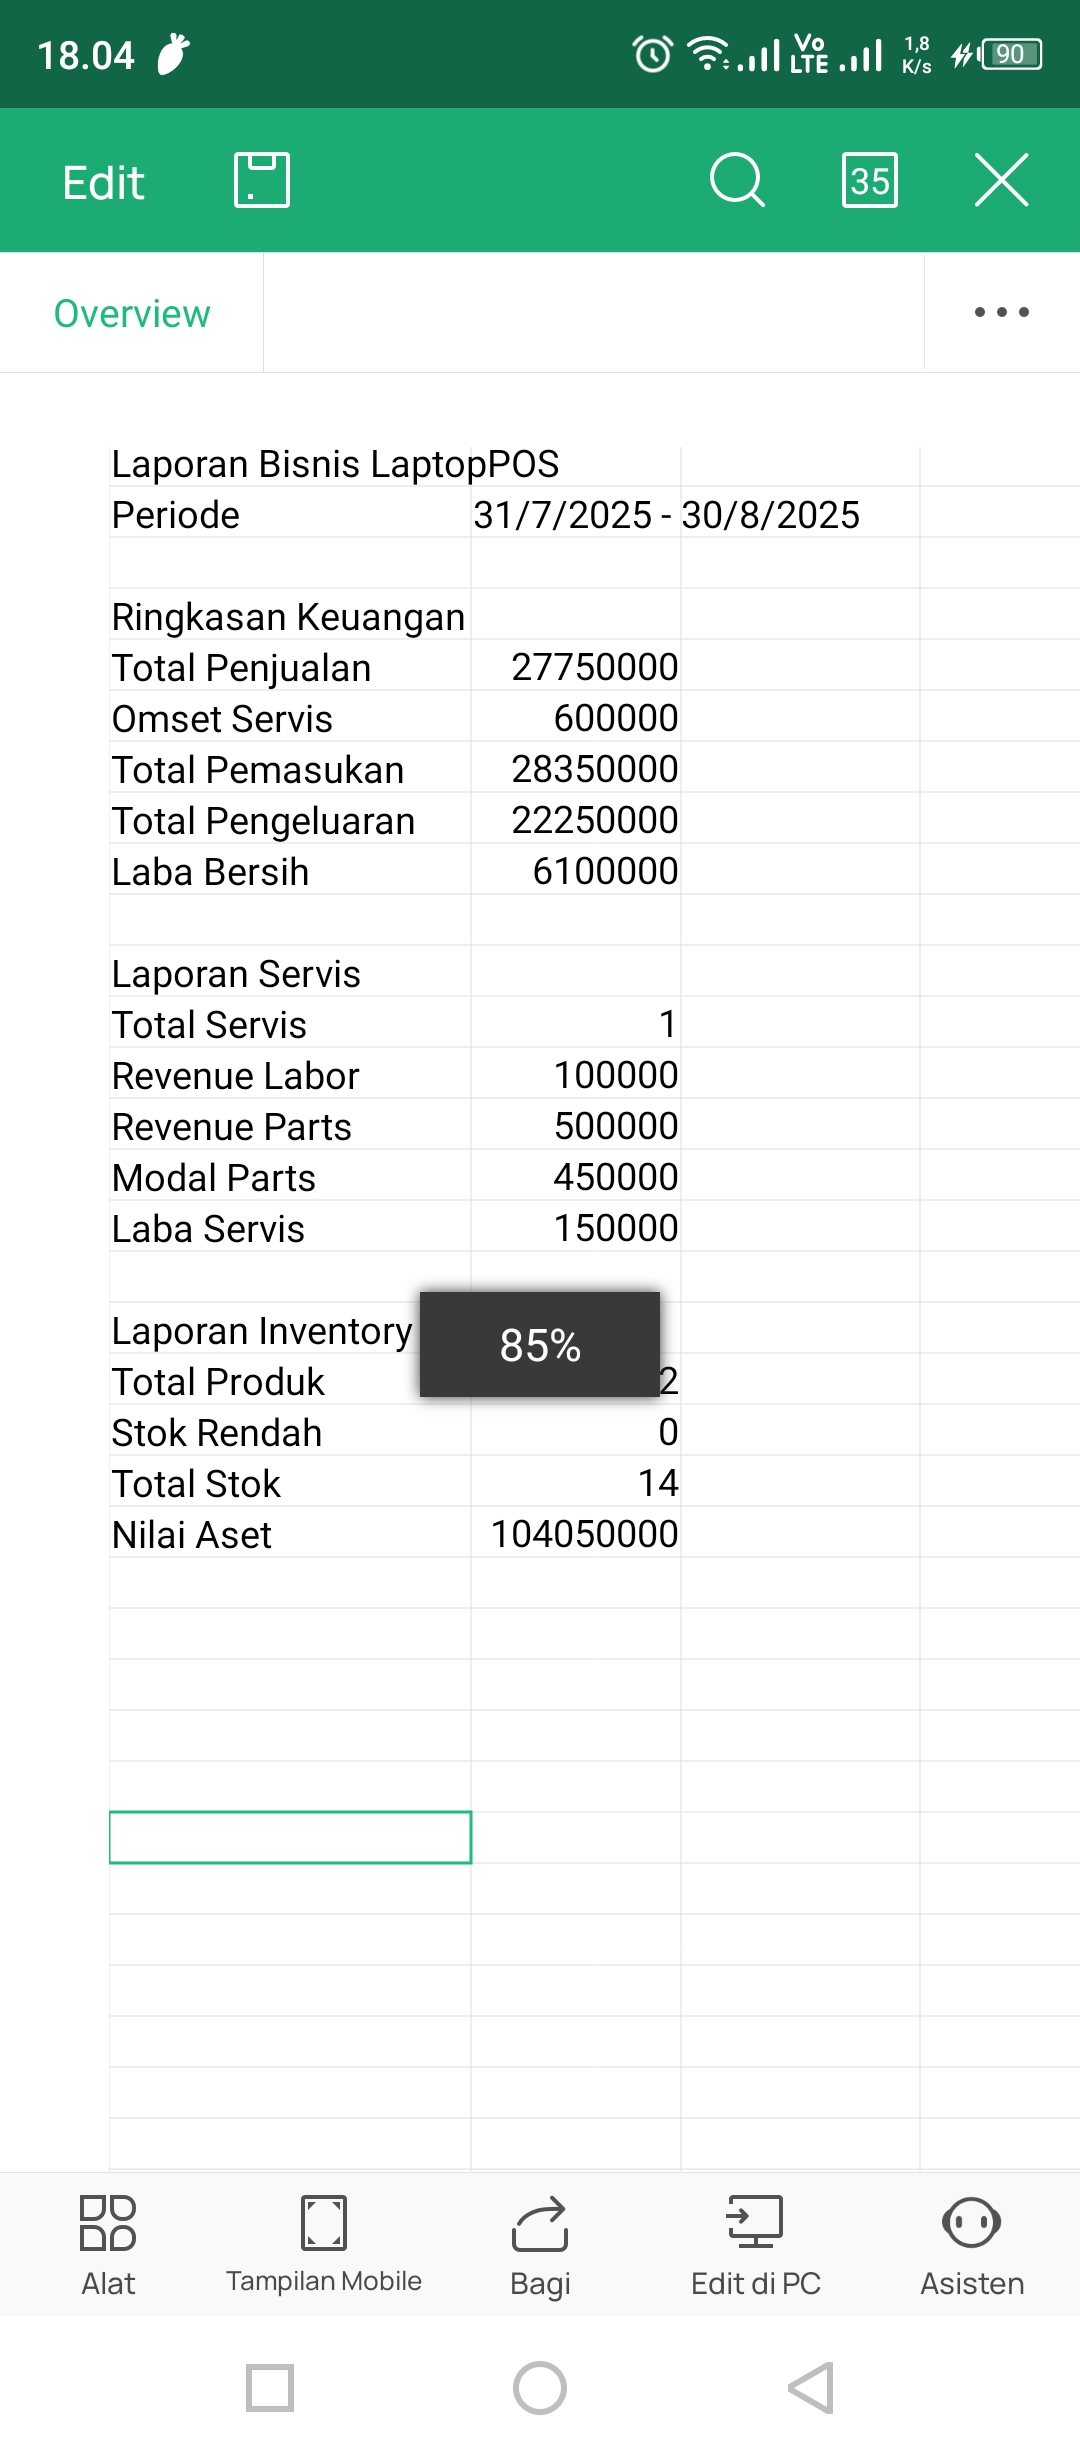 18.04 Vo LTE 1,8 K/s 90
Edit 35
Overview
Laporan Bisnis LaptopPOS
Periode 31/7/2025 - 30/8/2025
Ringkasan Keuangan
Total Penjualan 27750000
Omset Servis 600000
Total Pemasukan 28350000
Total Pengeluaran 22250000
Laba Bersih 6100000
Laporan Servis
Total Servis 1
Revenue Labor 100000
Revenue Parts 500000
Modal Parts 450000
Laba Servis 150000
Laporan Inventory
85%
Total Produk 2
Stok Rendah 0
Total Stok 14
Nilai Aset 104050000
Alat Tampilan Mobile Bagi Edit di PC Asisten